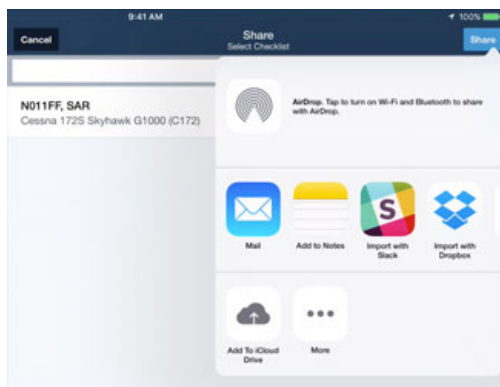 9:41 AM
100%
Cancel
Share
Select Checklist
Share
N011FF, SAR
Cessna 172S Skyhawk G1000 (C172)
AirDrop. Tap to turn on Wi-Fi and Bluetooth to share
with AirDrop.
Mail
Add to Notes
Import with
Slack
Import with
Dropbox
S
Add To iCloud
Drive
More